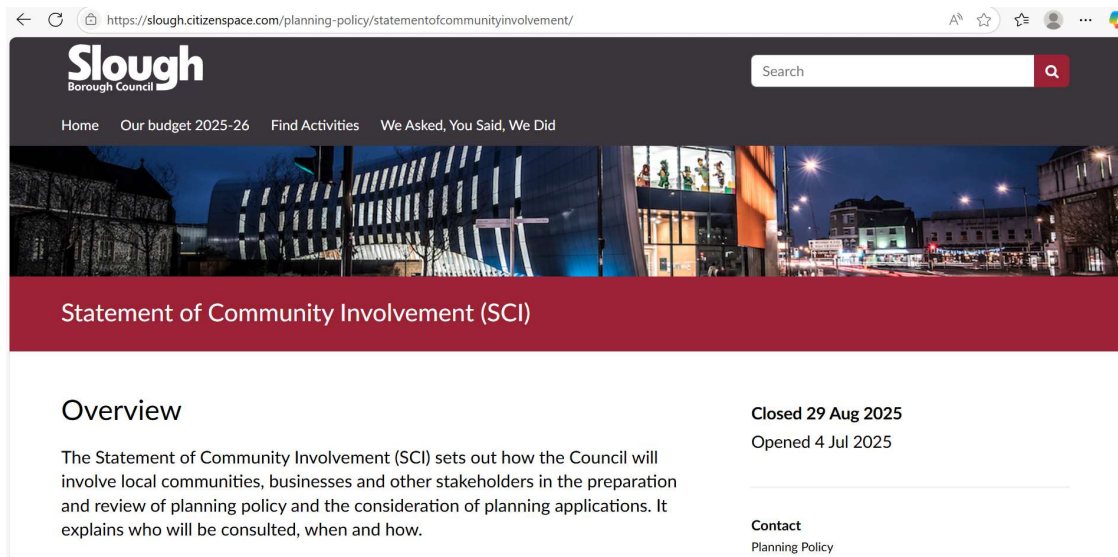 https://slough.citizenspace.com/planning-policy/statementofcommunityinvolvement/
Slough
Borough Council
Search
Home Our budget 2025-26 Find Activities We Asked, You Said, We Did
Statement of Community Involvement (SCI)
Overview
The Statement of Community Involvement (SCI) sets out how the Council will
involve local communities, businesses and other stakeholders in the preparation
and review of planning policy and the consideration of planning applications. It
explains who will be consulted, when and how.
Closed 29 Aug 2025
Opened 4 Jul 2025
Contact
Planning Policy